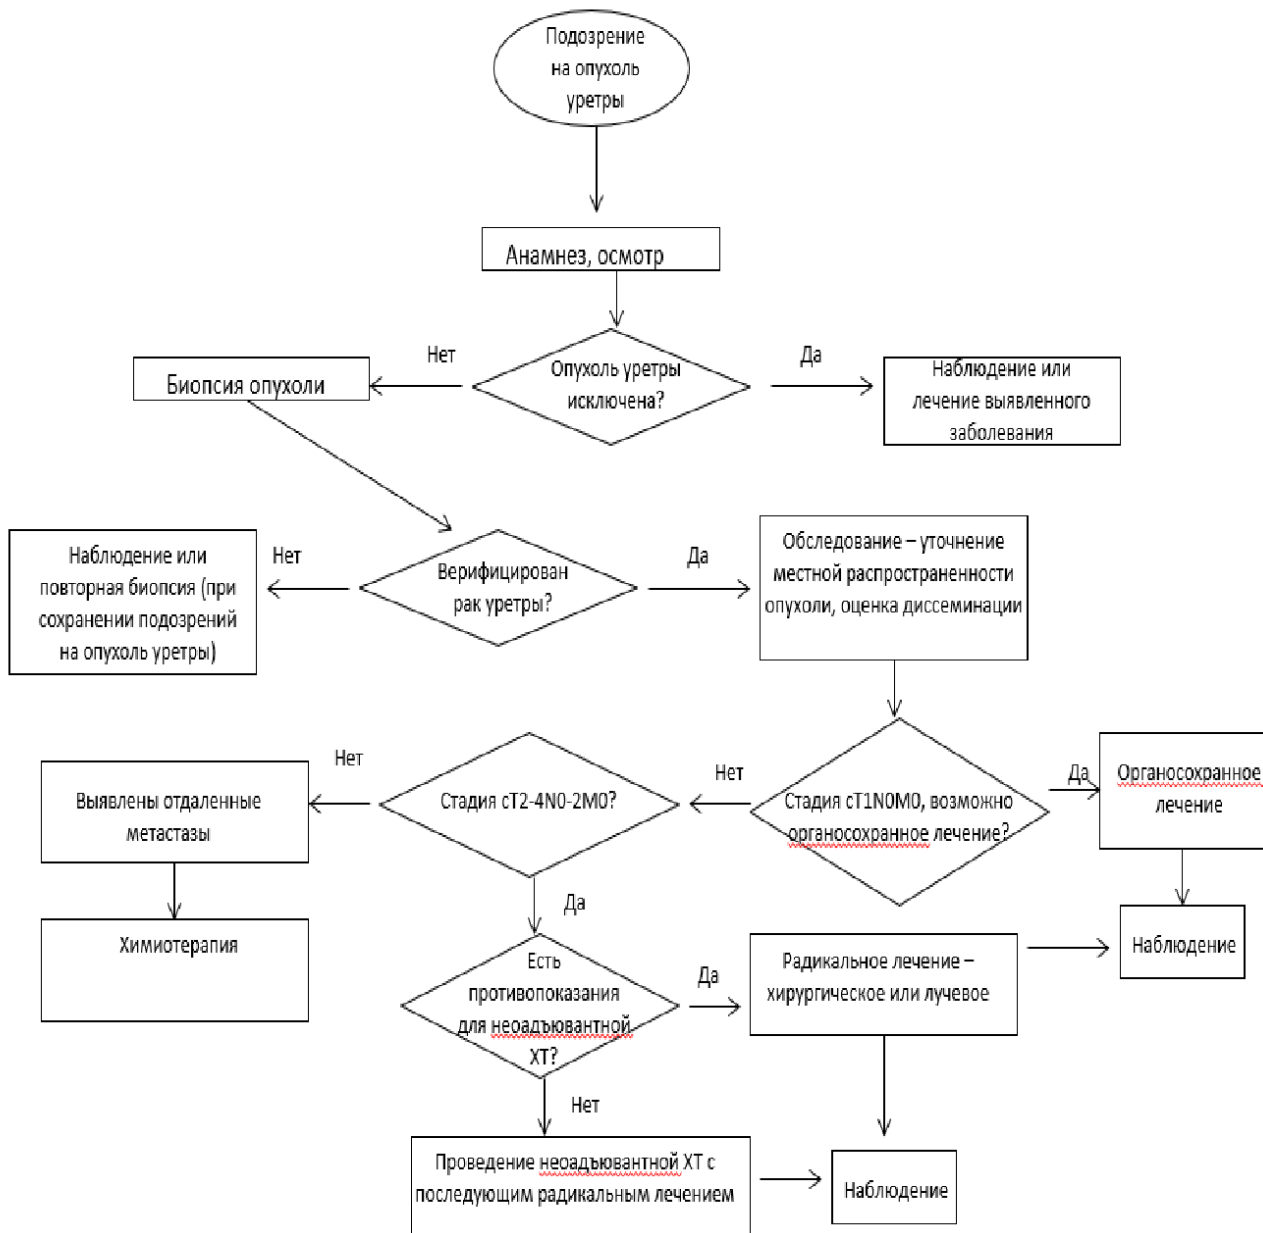 Подозрение
на опухоль
уретры
Анамнез, осмотр
Нет
Да
Опухоль уретры
исключена?
Биопсия опухоли
Наблюдение или
лечение выявленного
заболевания
Наблюдение или
повторная биопсия (при
сохранении подозрений
на опухоль уретры)
Нет
Верифицирован
рак уретры?
Да
Обследование – уточнение
местной распространенности
опухоли, оценка диссеминации
Выявлены отдаленные
метастазы
Нет
Стадия cT2-4N0-2M0?
Нет
Стадия cT1N0M0, возможно
органосохранное лечение?
Да
Органосохранное
лечение
Химиотерапия
Да
Есть
противопоказания
для неоадъювантной
ХТ?
Да
Радикальное лечение –
хирургическое или лучевое
Наблюдение
Нет
Проведение неоадъювантной ХТ с
последующим радикальным лечением
Наблюдение